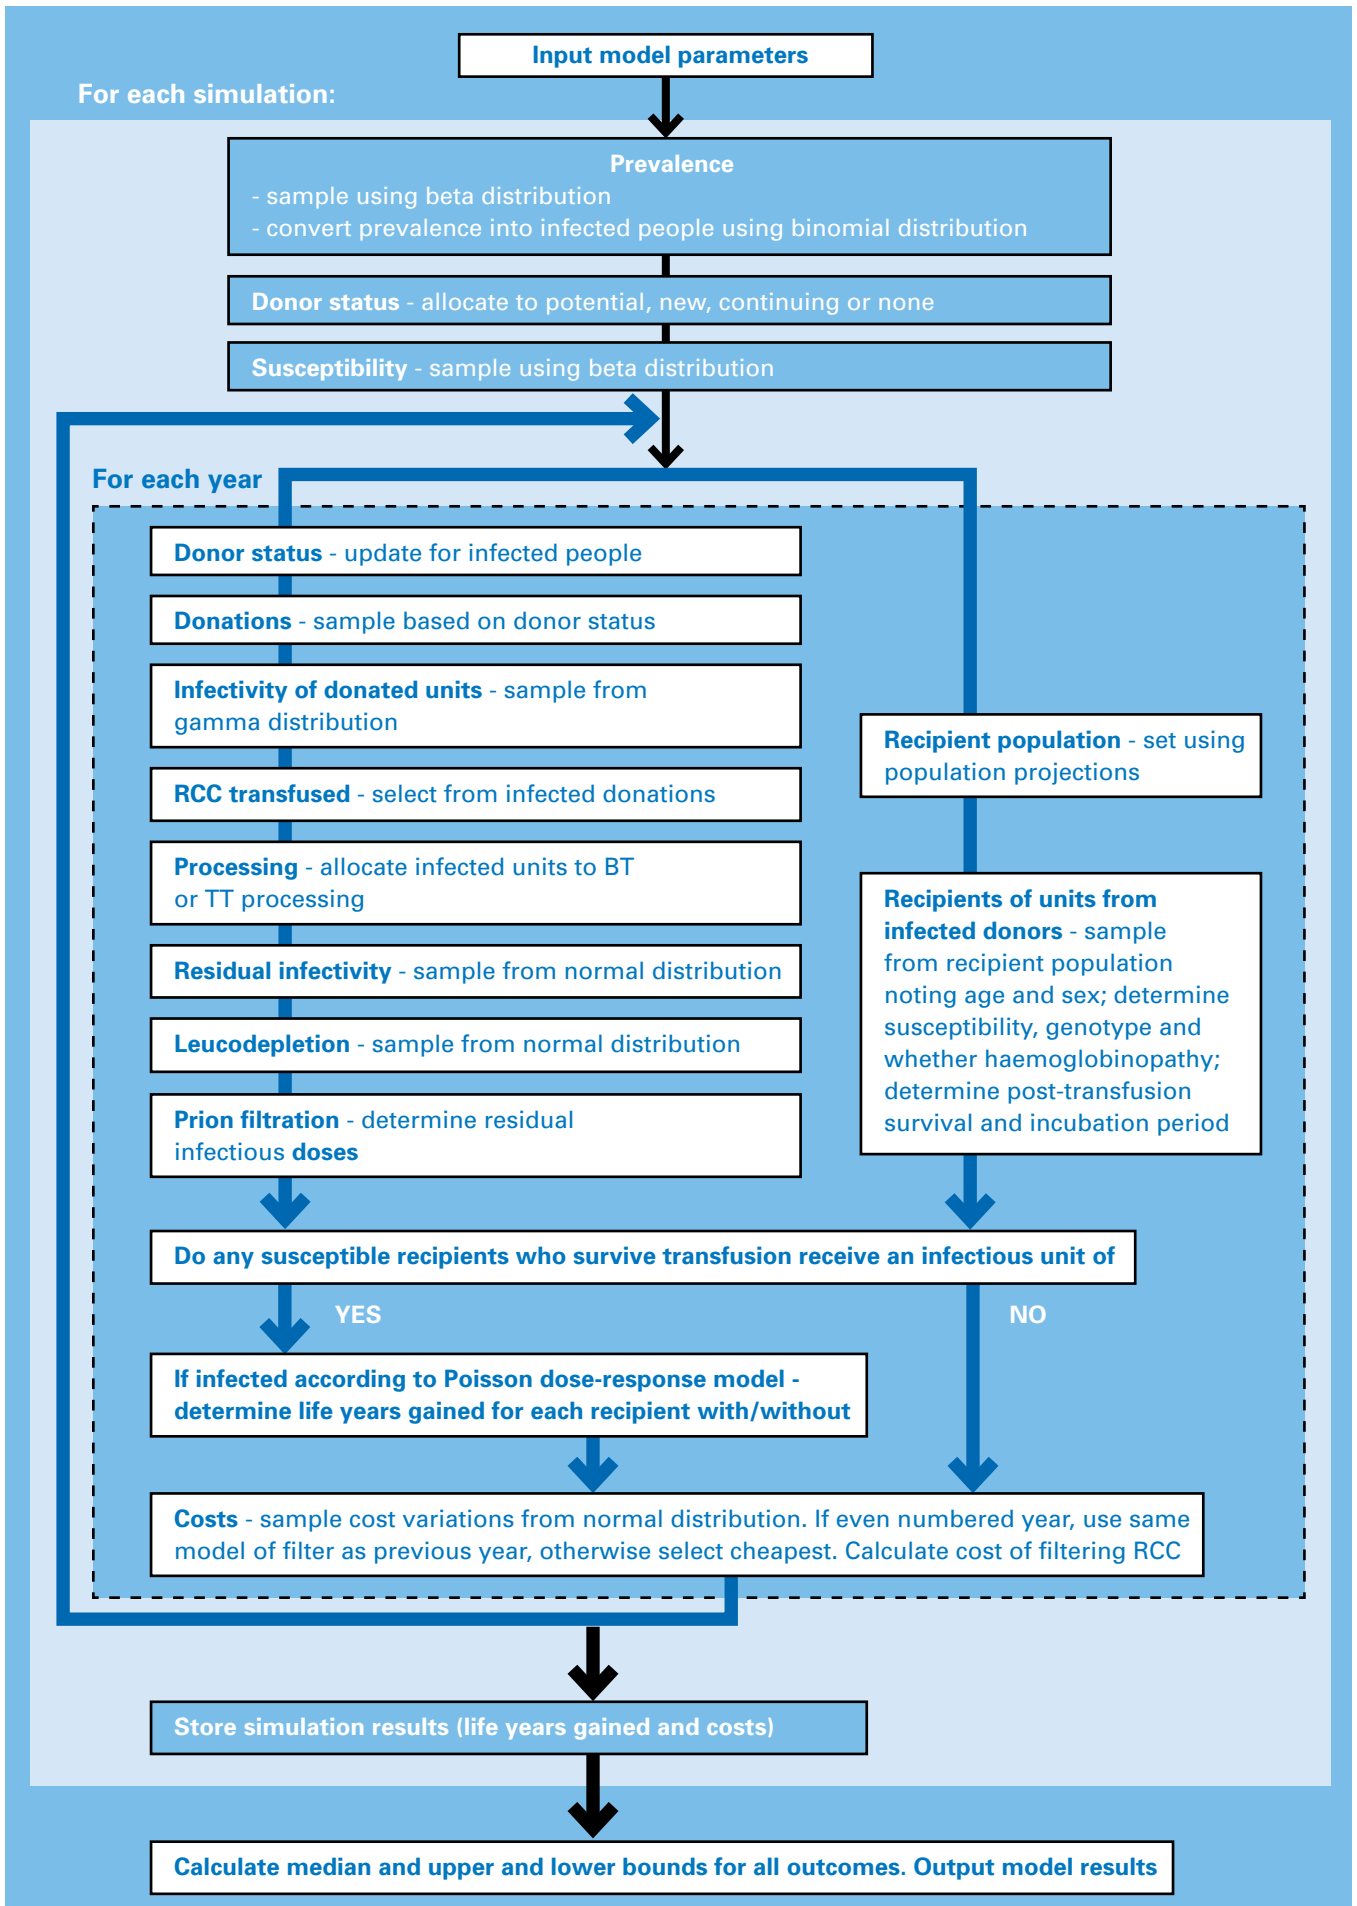 Input model parameters
For each simulation:
Prevalence
- sample using beta distribution
- convert prevalence into infected people using binomial distribution
Donor status - allocate to potential, new, continuing or none
Susceptibility - sample using beta distribution
For each year
Donor status - update for infected people
Donations - sample based on donor status
Infectivity of donated units - sample from
gamma distribution
RCC transfused - select from infected donations
Processing - allocate infected units to BT
or TT processing
Residual infectivity - sample from normal distribution
Leucodepletion - sample from normal distribution
Prion filtration - determine residual
infectious doses
Recipient population - set using
population projections
Recipients of units from
infected donors - sample
from recipient population
noting age and sex; determine
susceptibility, genotype and
whether haemoglobinopathy;
determine post-transfusion
survival and incubation period
Do any susceptible recipients who survive transfusion receive an infectious unit of
YES
NO
If infected according to Poisson dose-response model -
determine life years gained for each recipient with/without
Costs - sample cost variations from normal distribution. If even numbered year, use same
model of filter as previous year, otherwise select cheapest. Calculate cost of filtering RCC
Store simulation results (life years gained and costs)
Calculate median and upper and lower bounds for all outcomes. Output model results